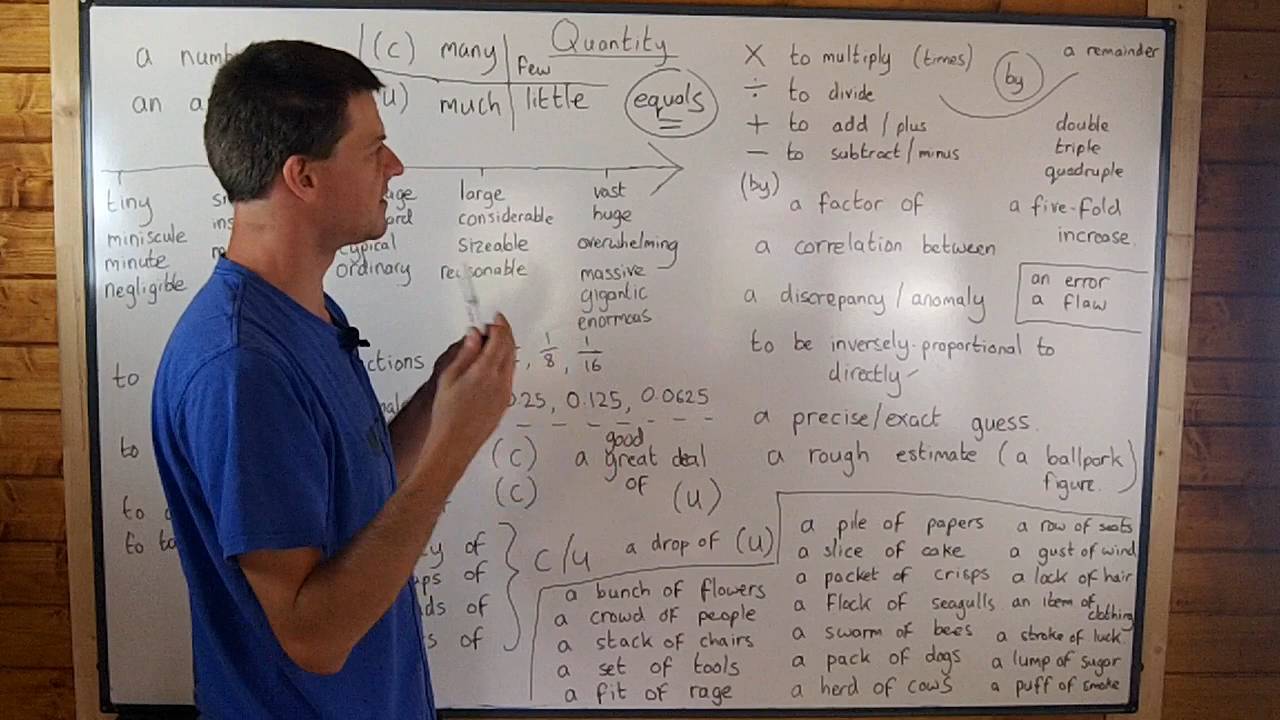 Quantity
a
(C) many few
an a
much little
equals
tiny
miniscule
minute
negligible
typical
ordinary
large
considerable
sizeable
reasonable
vast
huge
overwhelming
massive
gigantic
enormous
1/8, 1/16
0.25, 0.125, 0.0625
to
to
to
to ta
(C)
(C)
good
a great deal
of (U)
of
of
of
s of
C/U
a drop of (U)
a bunch of flowers
a crowd of people
a stack of chairs
a set of tools
a fit of rage
× to multiply (times)
÷ to divide
+ to add / plus
− to subtract / minus
by
a remainder
double
triple
quadruple
(by)
a factor of
a five-fold
increase.
a correlation between
a discrepancy / anomaly
an error
a flaw
to be inversely-proportional to
directly -
a precise/exact guess.
a rough estimate (a ballpark
figure.)
a pile of papers
a slice of cake
a packet of crisps
a flock of seagulls
a swarm of bees
a pack of dogs
a herd of cows
a row of seats
a gust of wind
a lock of hair
an item of
clothing
a stroke of luck
a lump of sugar
a puff of smoke